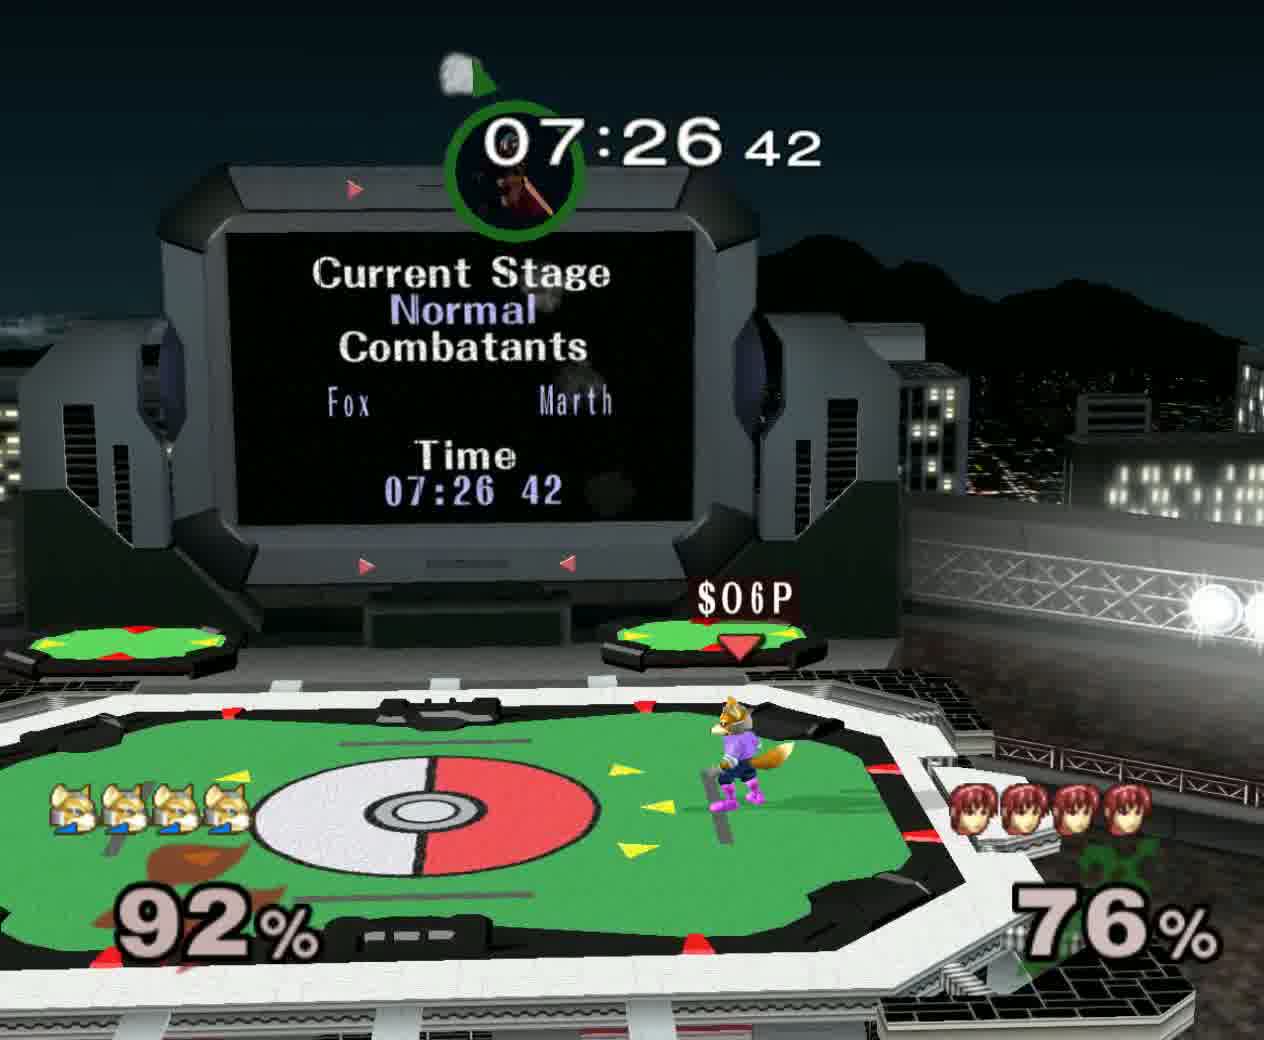 07:26 42
Current Stage
Normal
Combatants
Fox Marth
Time
07:26 42
$06P
92% 76%